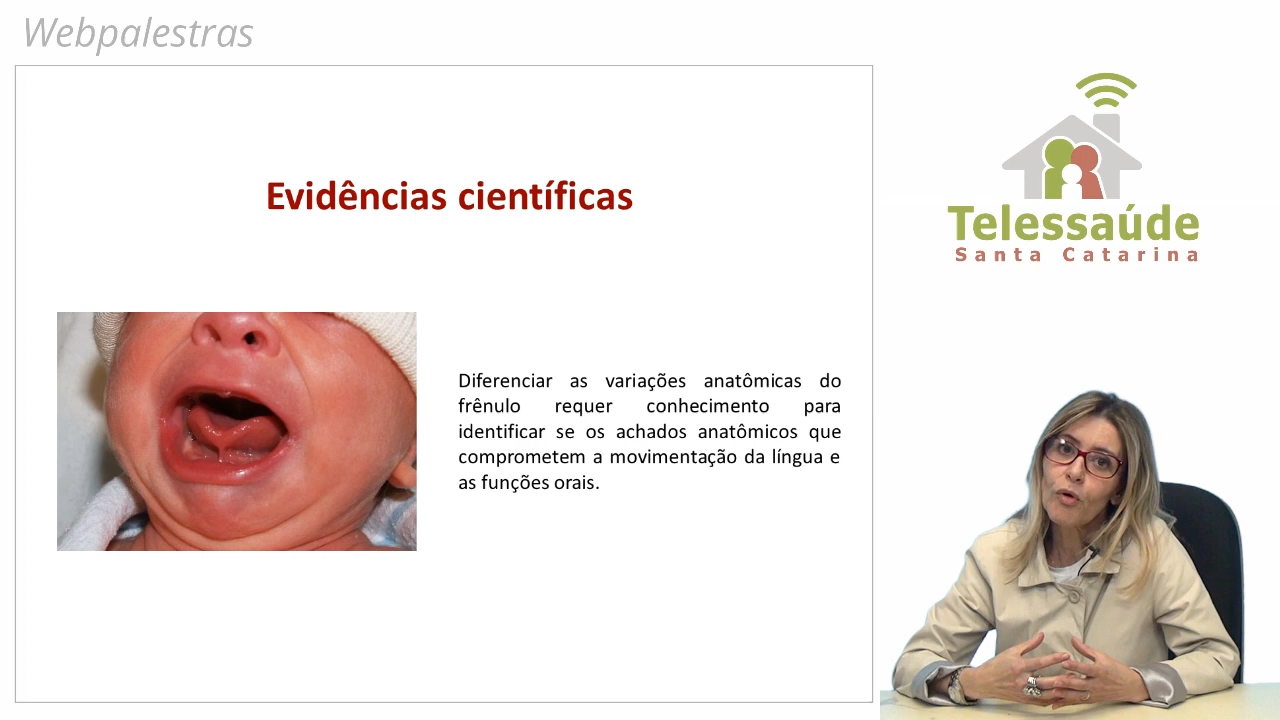 Webpalestras
Evidências científicas
Diferenciar as variações anatômicas do
frênulo requer conhecimento para
identificar se os achados anatômicos que
comprometem a movimentação da língua e
as funções orais.
Telessaúde
Santa Catarina